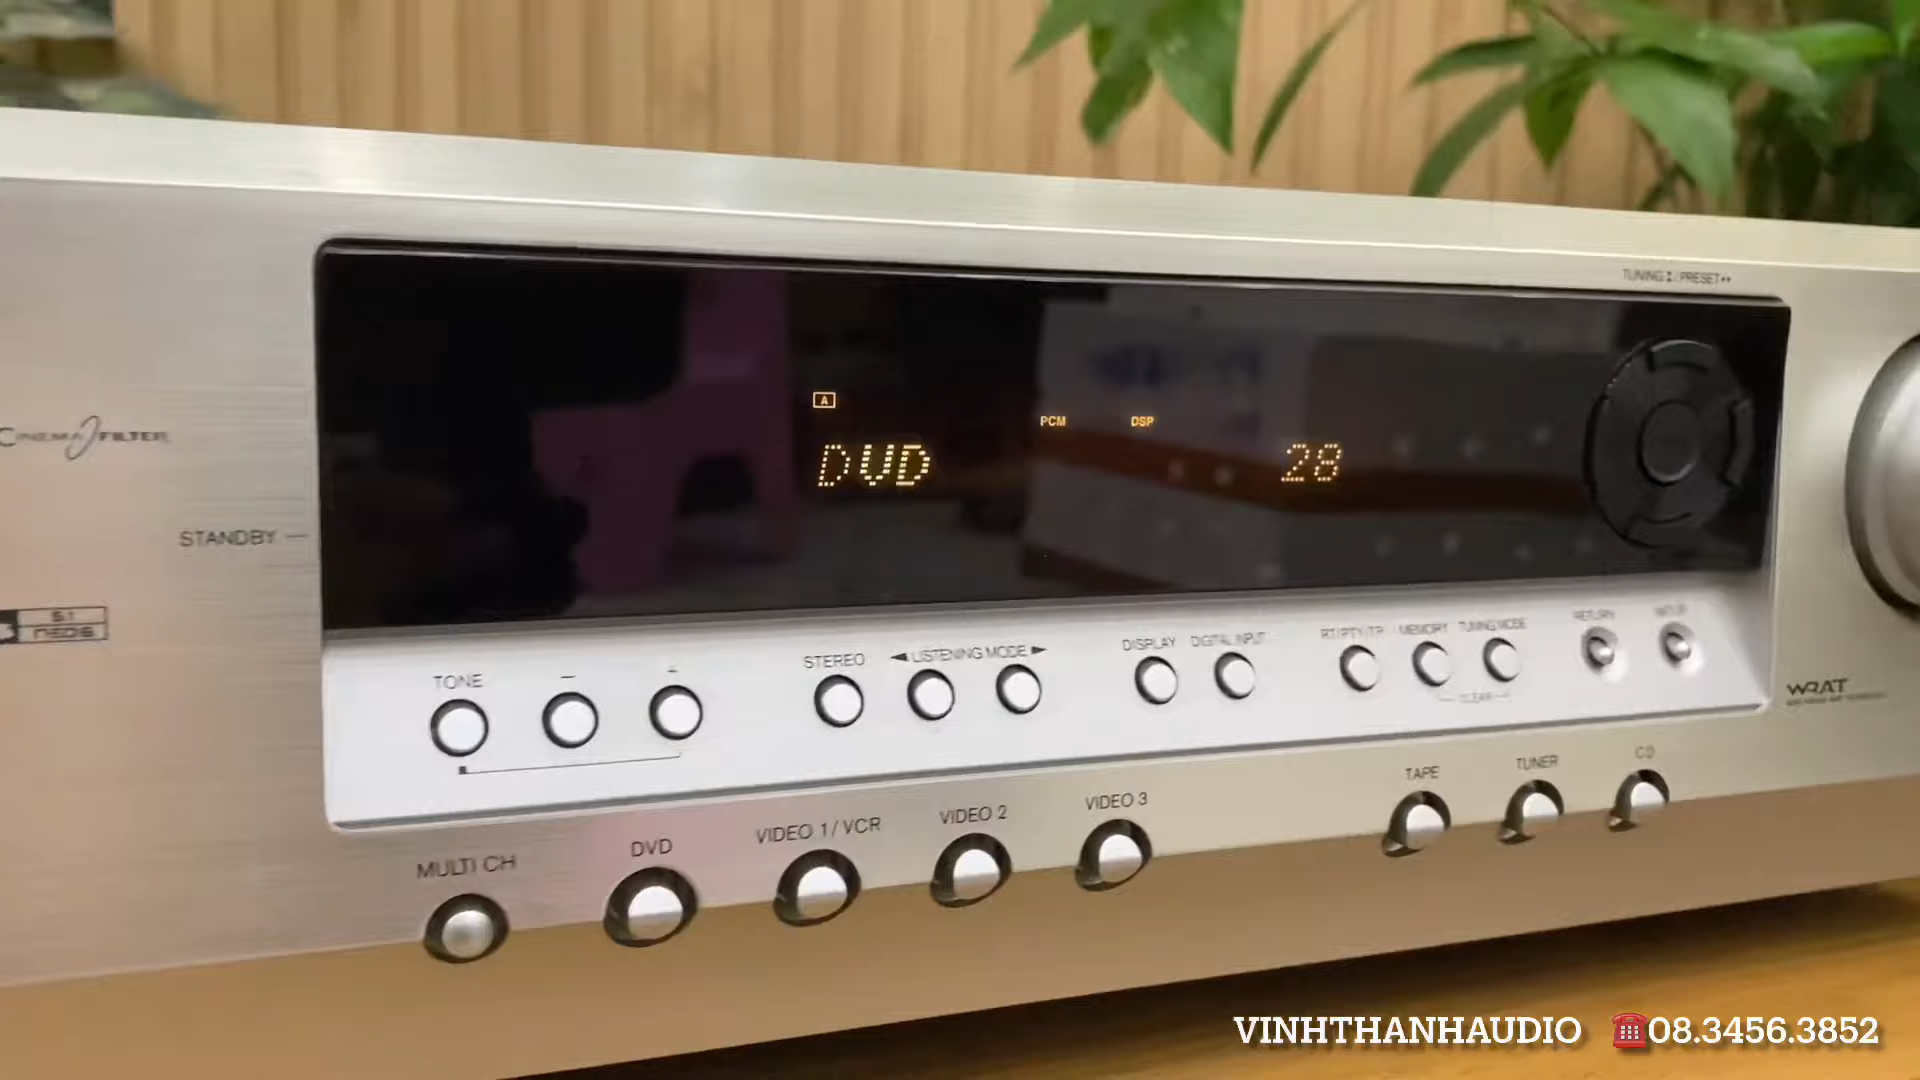 TUNING / PRESET
CINEMA FILTER
A
PCM DSP
DVD 28
STANDBY
TONE - +
STEREO LISTENING MODE
DISPLAY DIGITAL INPUT
RT/PTY/TP MEMORY TUNING MODE
CLEAR
RETURN SETUP
WRAT
MULTI CH DVD VIDEO 1 / VCR VIDEO 2 VIDEO 3 TAPE TUNER CD
VINHTHANHAUDIO ☎️08.3456.3852